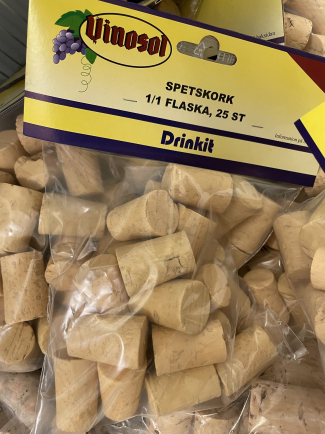 Vinosol
SPETSKORK
1/1 FLASKA, 25 ST
Drinkit